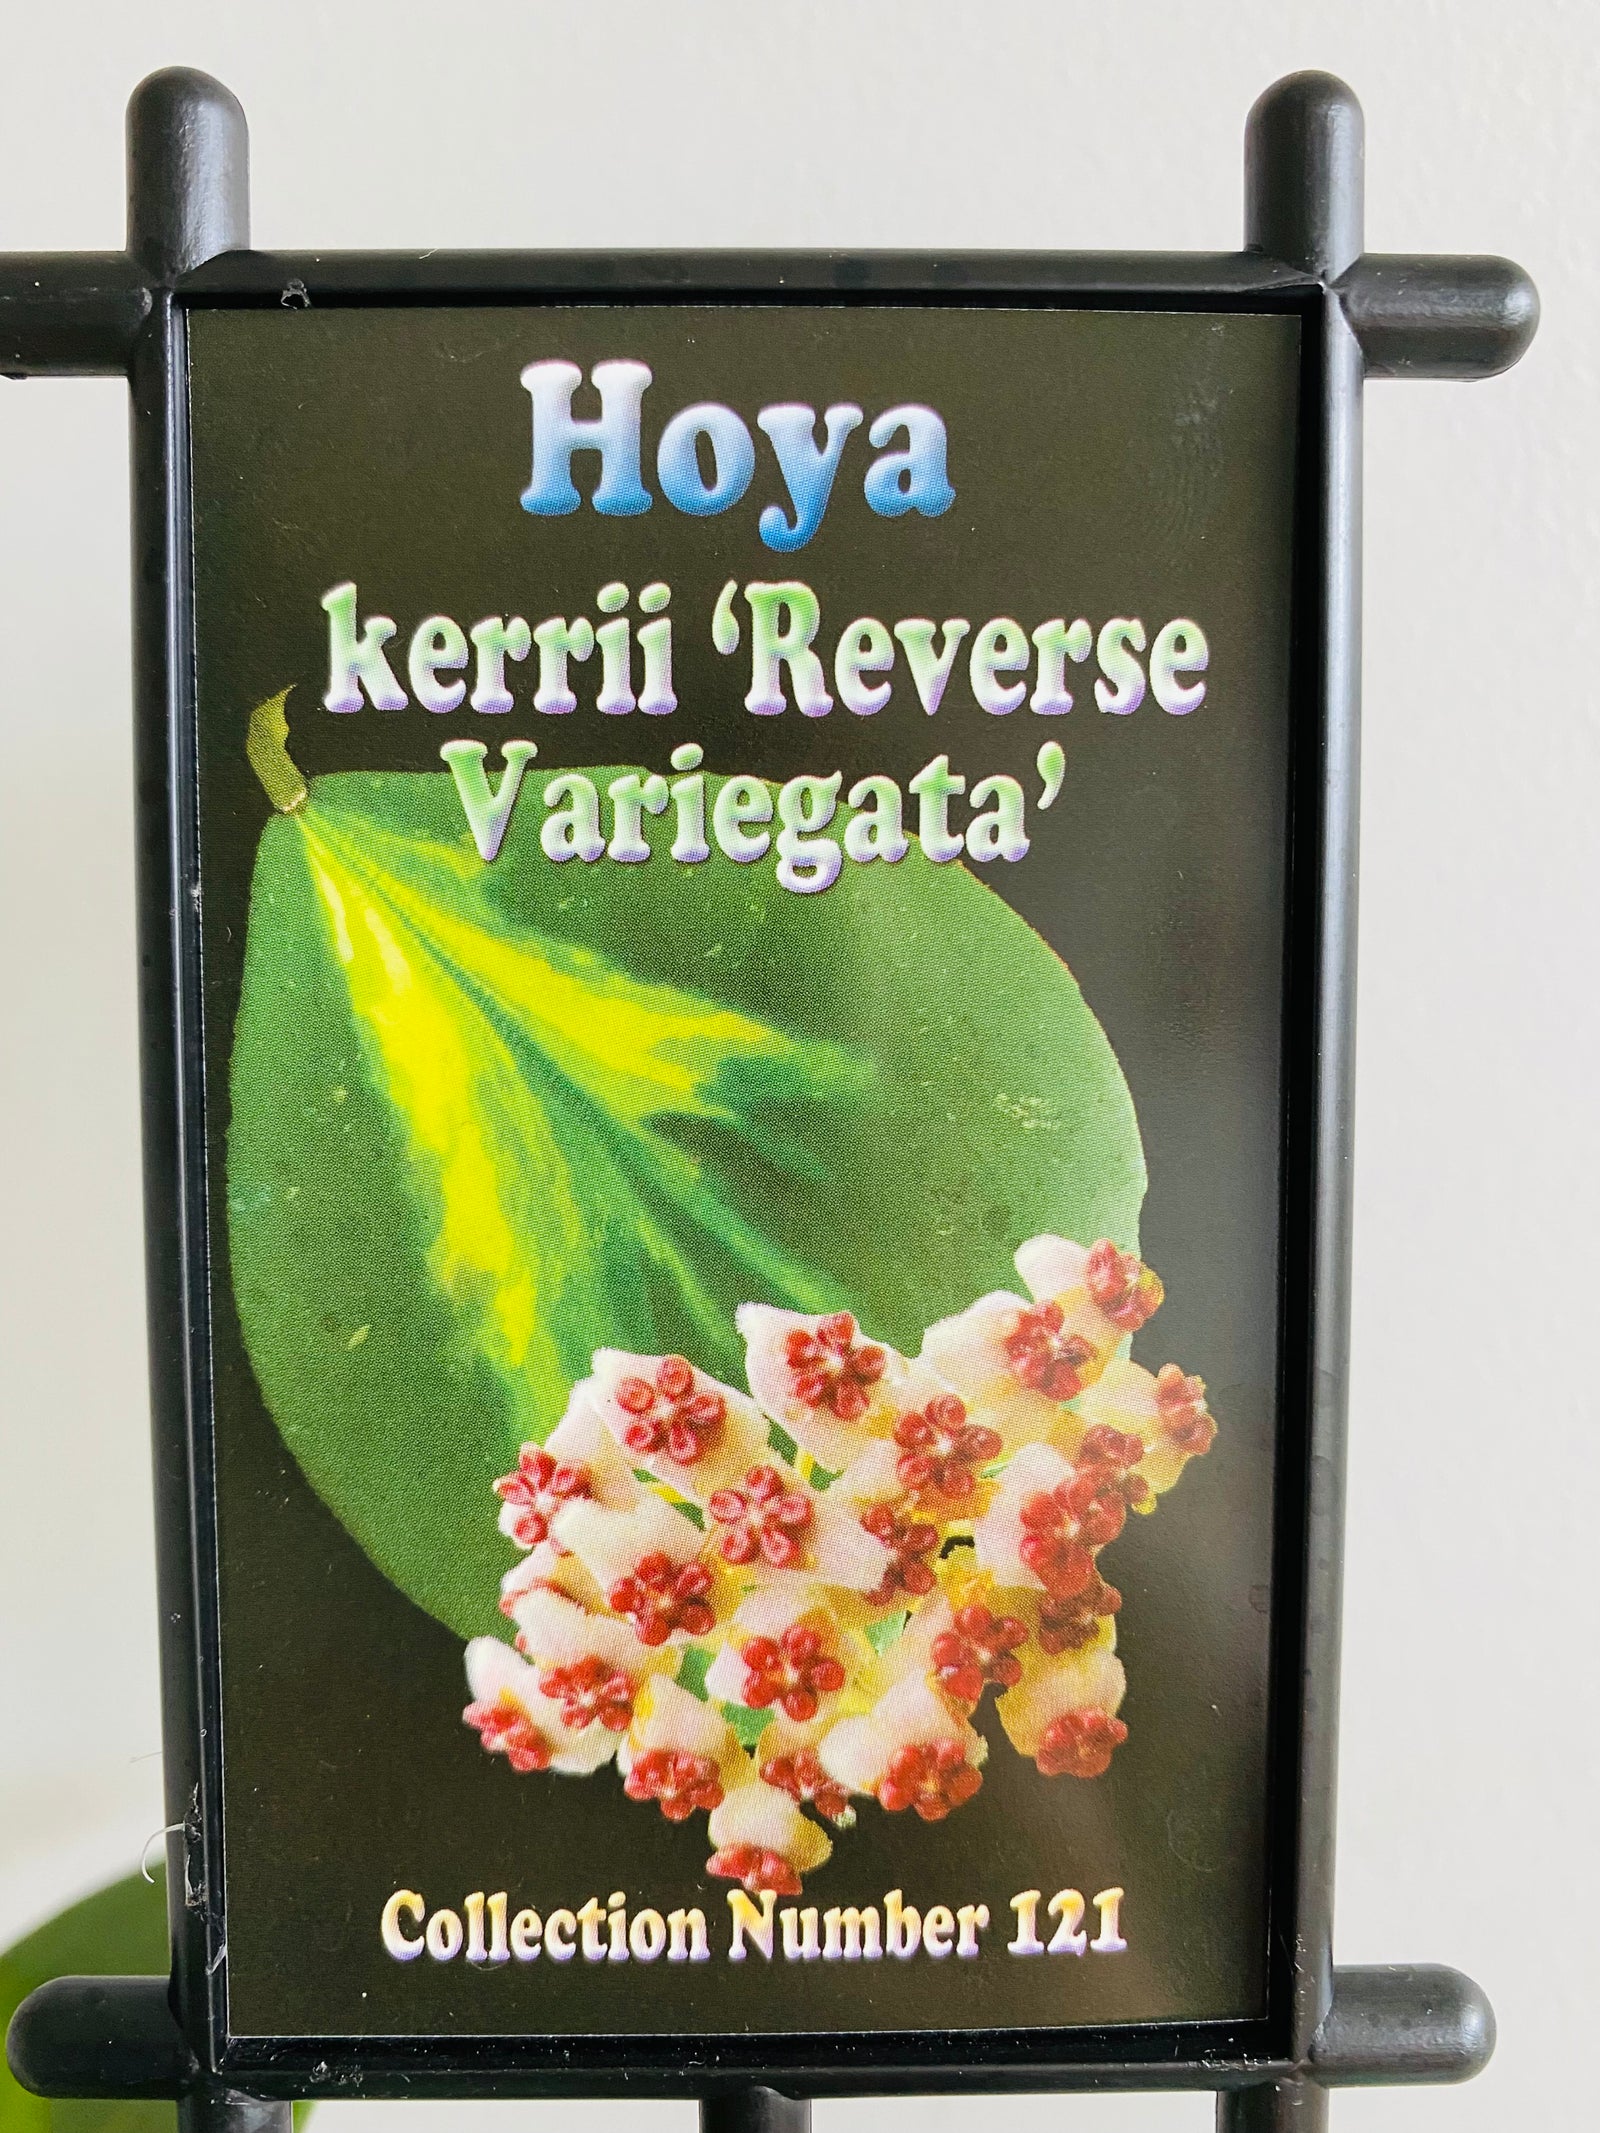 Hoya
kerrii ‘Reverse
Variegata’
Collection Number 121